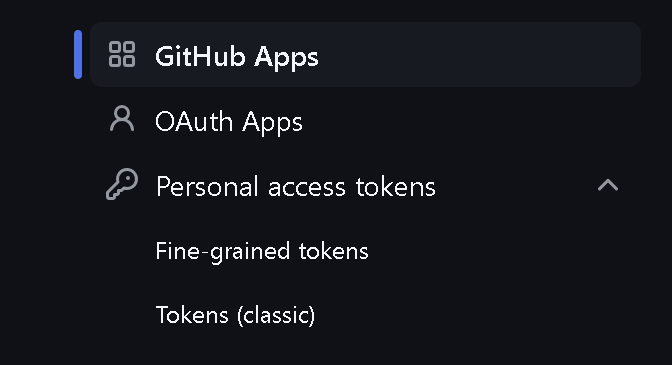 GitHub Apps
OAuth Apps
Personal access tokens
Fine-grained tokens
Tokens (classic)